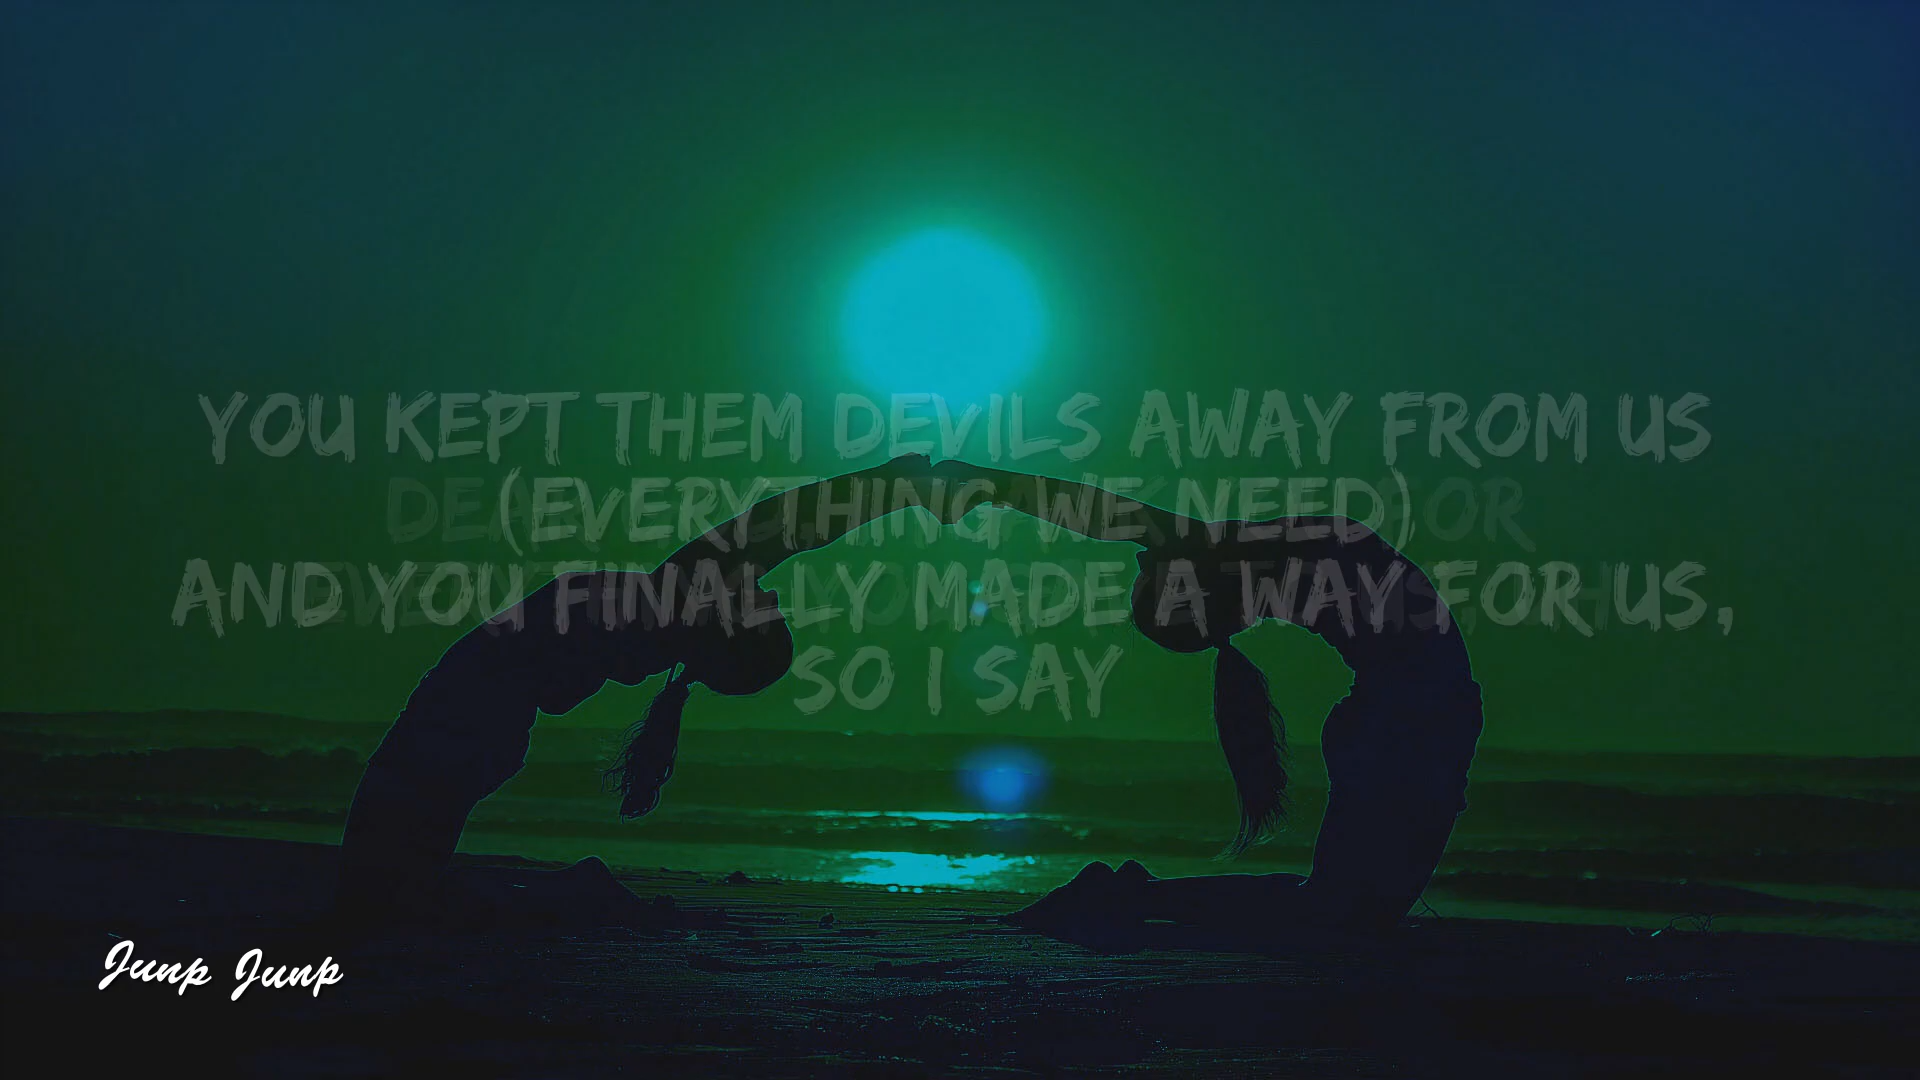 YOU KEPT THEM DEVILS AWAY FROM US
(EVERYTHING WE NEED)
AND YOU FINALLY MADE A WAY FOR US,
SO I SAY
Junp Junp